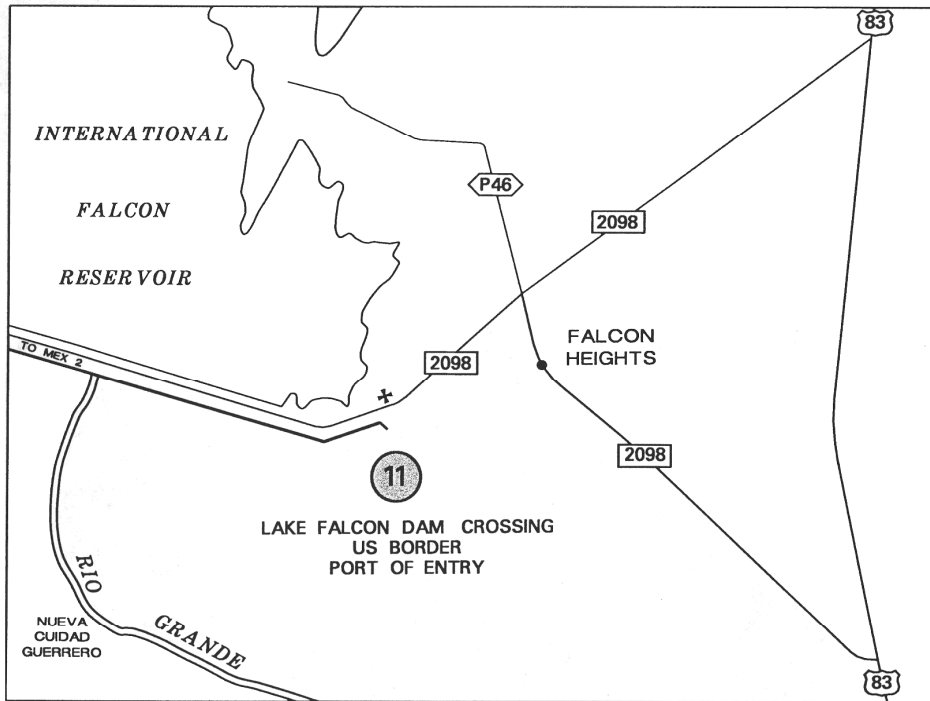 83
INTERNATIONAL
FALCON
RESERVOIR
P46
2098
FALCON
HEIGHTS
TO MEX 2
2098
2098
11
LAKE FALCON DAM CROSSING
US BORDER
PORT OF ENTRY
RIO
GRANDE
NUEVA
CUIDAD
GUERRERO
83